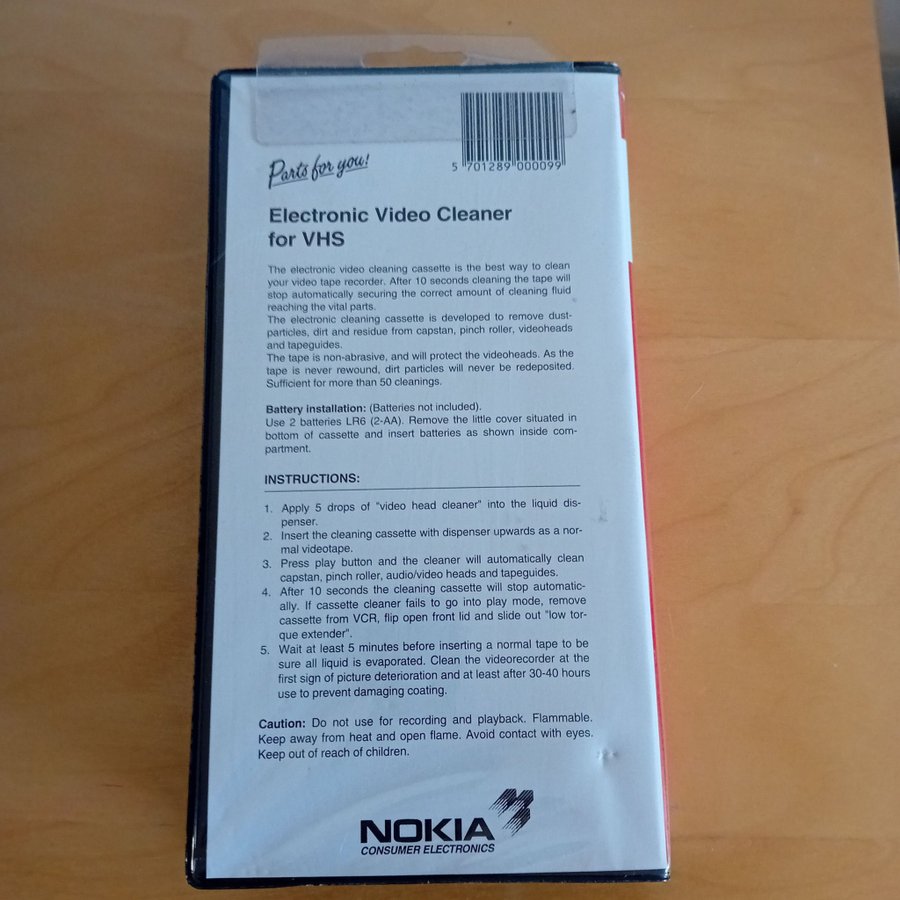 5 701289 000099
Parts for you!
Electronic Video Cleaner
for VHS
The electronic video cleaning cassette is the best way to clean
your video tape recorder. After 10 seconds cleaning the tape will
stop automatically securing the correct amount of cleaning fluid
reaching the vital parts.
The electronic cleaning cassette is developed to remove dust-
particles, dirt and residue from capstan, pinch roller, videoheads
and tapeguides.
The tape is non-abrasive, and will protect the videoheads. As the
tape is never rewound, dirt particles will never be redeposited.
Sufficient for more than 50 cleanings.
Battery installation: (Batteries not included).
Use 2 batteries LR6 (2-AA). Remove the little cover situated in
bottom of cassette and insert batteries as shown inside com-
partment.
INSTRUCTIONS:
1. Apply 5 drops of "video head cleaner" into the liquid dis-
penser.
2. Insert the cleaning cassette with dispenser upwards as a nor-
mal videotape.
3. Press play button and the cleaner will automatically clean
capstan, pinch roller, audio/video heads and tapeguides.
4. After 10 seconds the cleaning cassette will stop automatic-
ally. If cassette cleaner fails to go into play mode, remove
cassette from VCR, flip open front lid and slide out "low tor-
que extender".
5. Wait at least 5 minutes before inserting a normal tape to be
sure all liquid is evaporated. Clean the videorecorder at the
first sign of picture deterioration and at least after 30-40 hours
use to prevent damaging coating.
Caution: Do not use for recording and playback. Flammable.
Keep away from heat and open flame. Avoid contact with eyes.
Keep out of reach of children.
NOKIA
CONSUMER ELECTRONICS